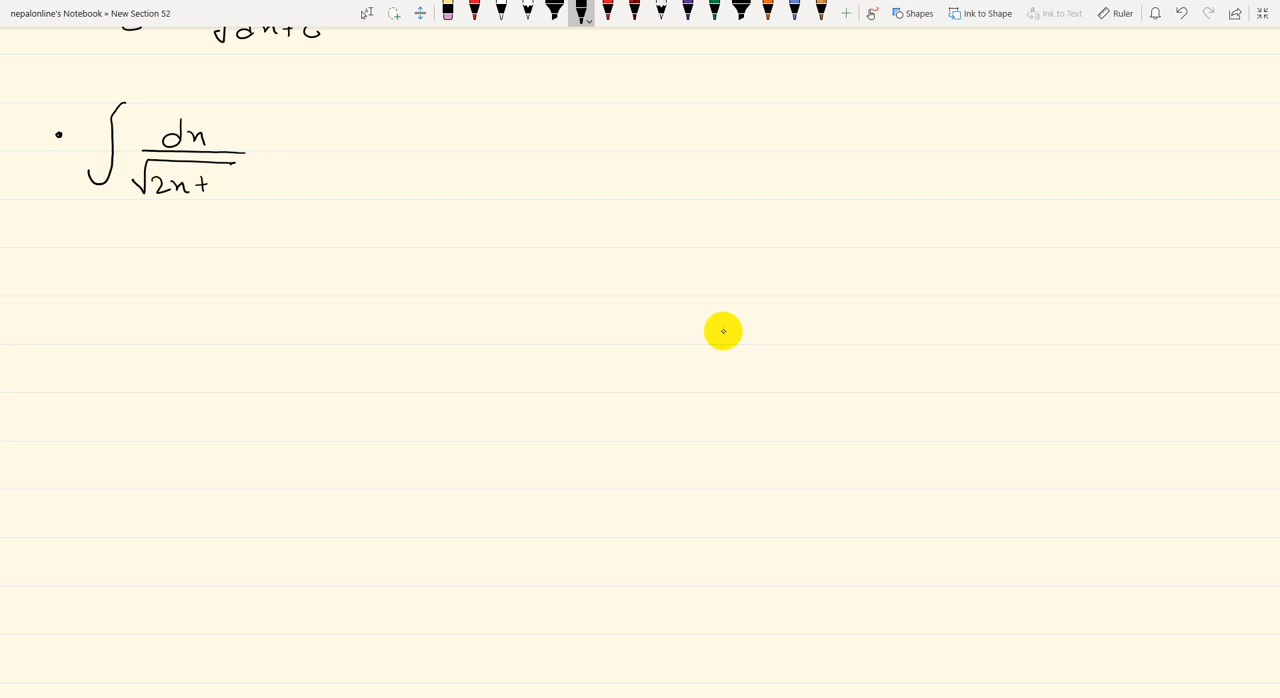 nepalonline's Notebook » New Section 52
Shapes
Ink to Shape
Ink to Text
Ruler
• ∫ dx / √2x +